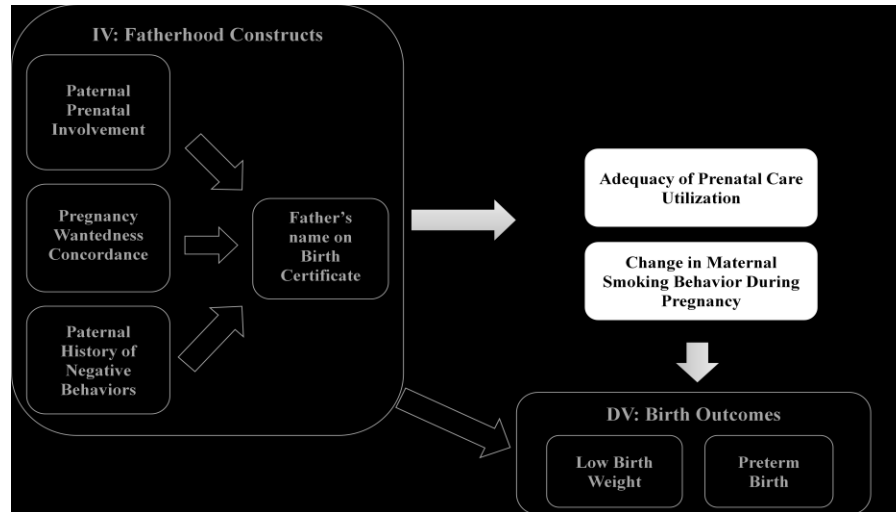 IV: Fatherhood Constructs
Paternal
Prenatal
Involvement
Pregnancy
Wantedness
Concordance
Paternal
History of
Negative
Behaviors
Father's
name on
Birth
Certificate
Adequacy of Prenatal Care
Utilization
Change in Maternal
Smoking Behavior During
Pregnancy
DV: Birth Outcomes
Low Birth
Weight
Preterm
Birth